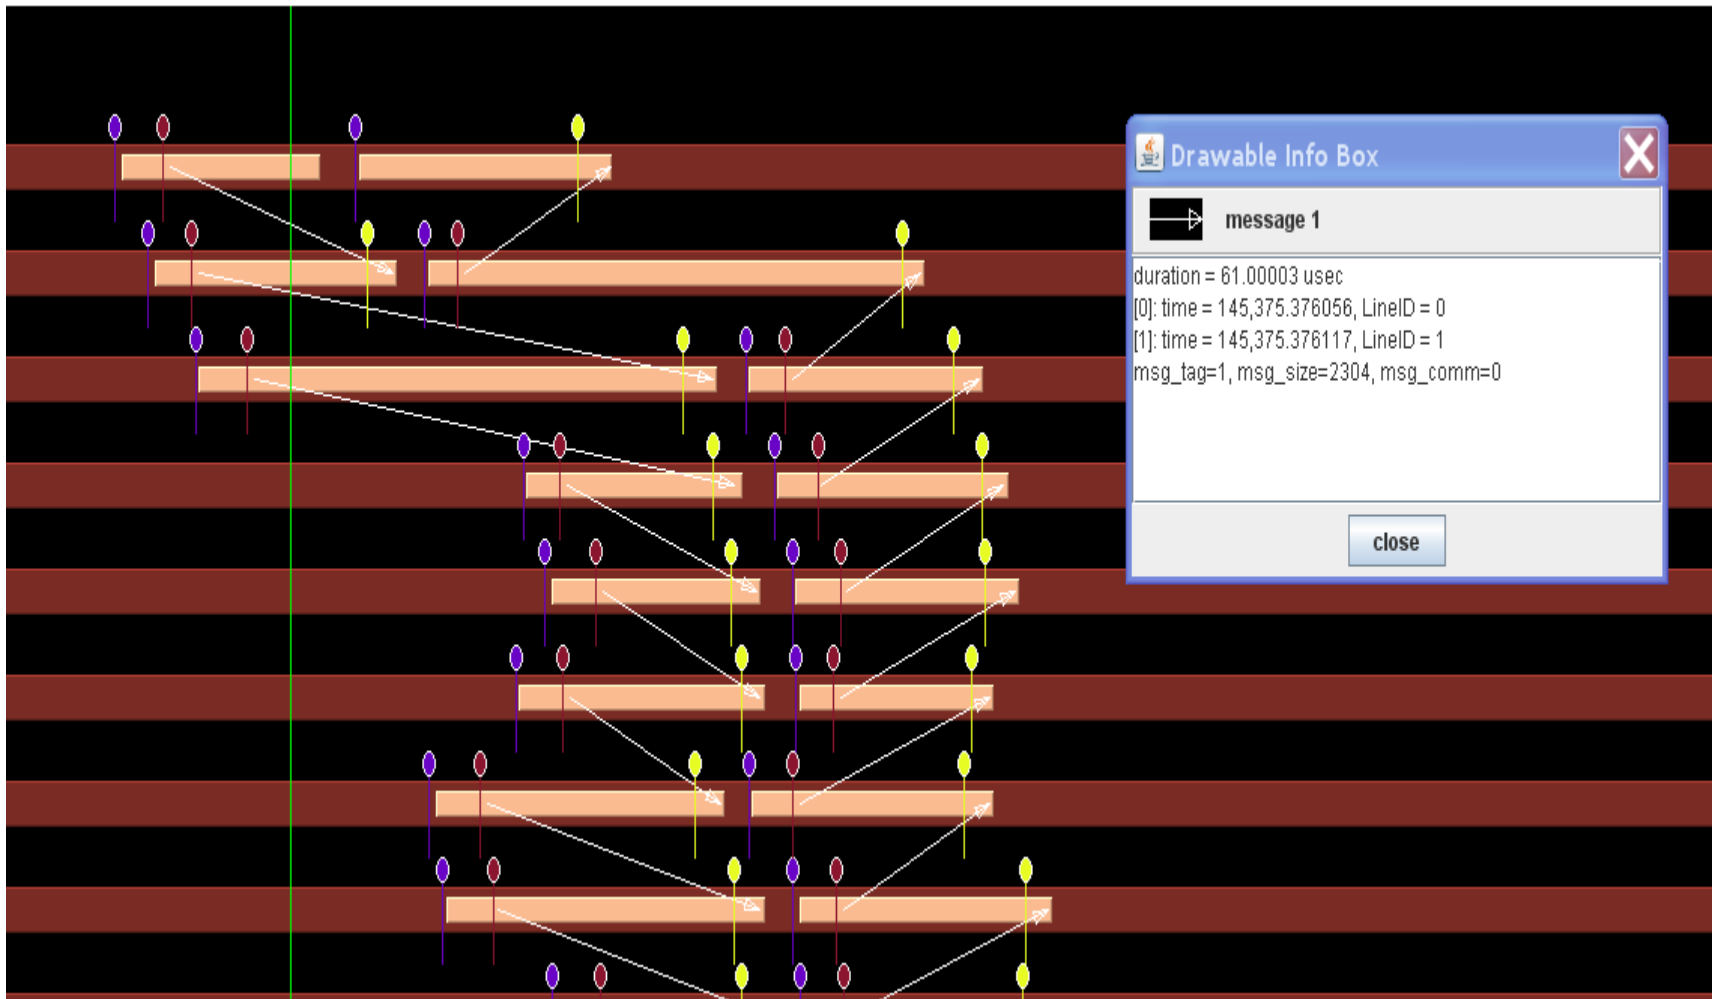 Drawable Info Box
message 1
duration = 61.00003 usec
[0]: time = 145,375.376056, LineID = 0
[1]: time = 145,375.376117, LineID = 1
msg_tag=1, msg_size=2304, msg_comm=0
close